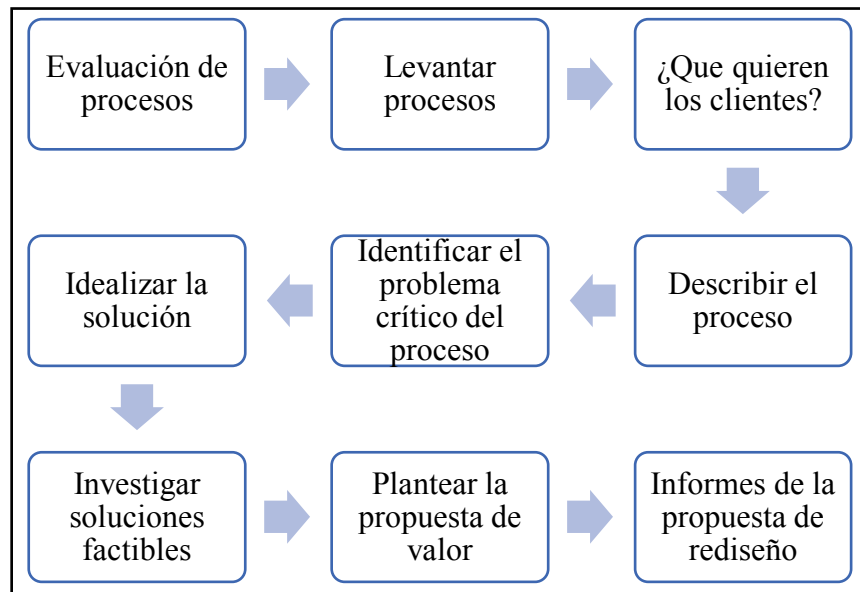 Evaluación de
procesos
Levantar
procesos
¿Que quieren
los clientes?
Describir el
proceso
Identificar el
problema
crítico del
proceso
Idealizar la
solución
Investigar
soluciones
factibles
Plantear la
propuesta de
valor
Informes de la
propuesta de
rediseño